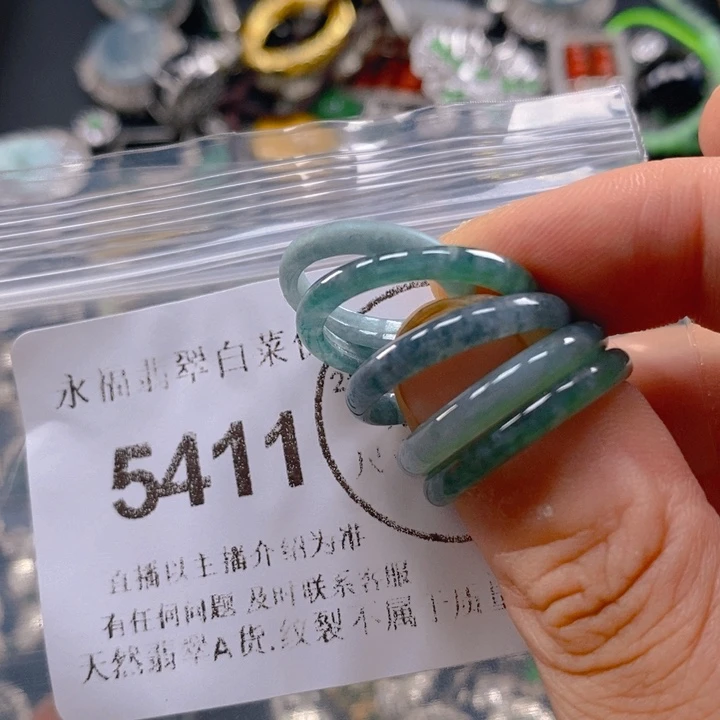 永福翡翠白菜
2
5411
尺
直播以主播介绍为准
有任何问题 及时联系客服
天然翡翠A货.纹裂不属于质量